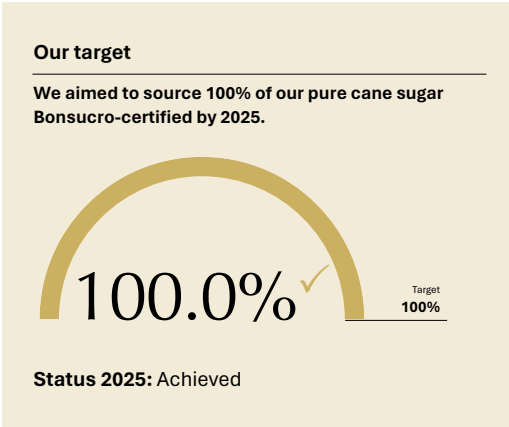 Our target
We aimed to source 100% of our pure cane sugar
Bonsucro-certified by 2025.
100.0%
Target
100%
Status 2025: Achieved